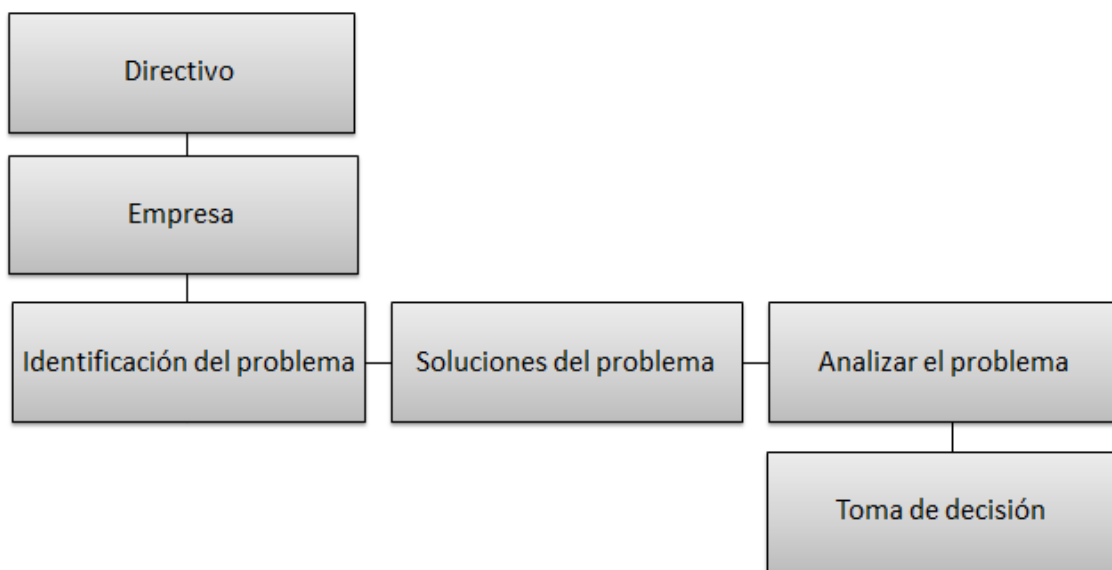 Directivo
Empresa
Identificación del problema
Soluciones del problema
Analizar el problema
Toma de decisión